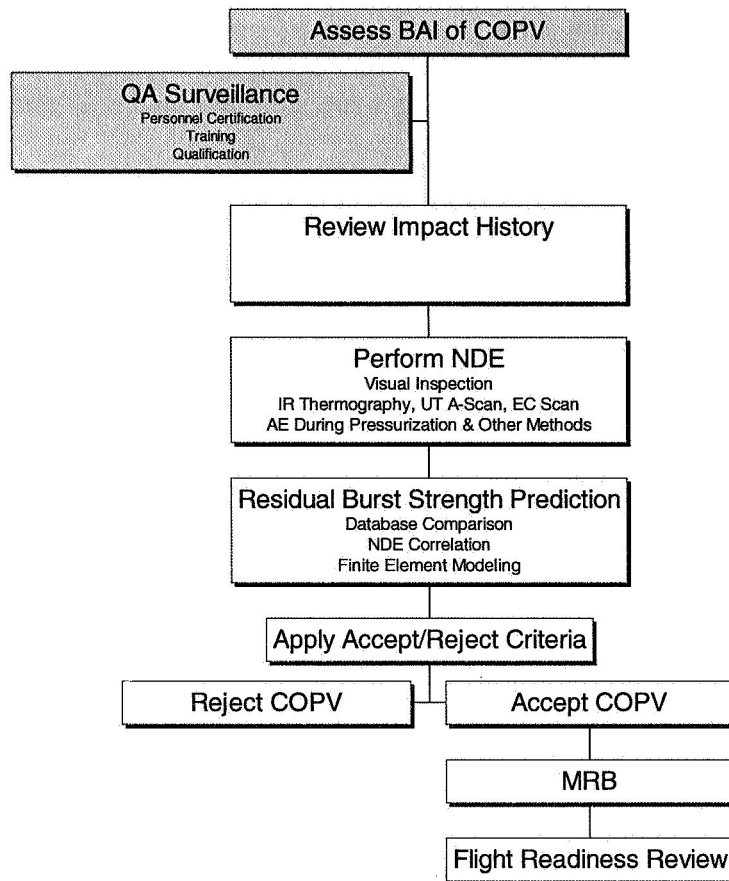 Assess BAI of COPV
QA Surveillance
Personnel Certification
Training
Qualification
Review Impact History
Perform NDE
Visual Inspection
IR Thermography, UT A-Scan, EC Scan
AE During Pressurization & Other Methods
Residual Burst Strength Prediction
Database Comparison
NDE Correlation
Finite Element Modeling
Apply Accept/Reject Criteria
Reject COPV
Accept COPV
MRB
Flight Readiness Review